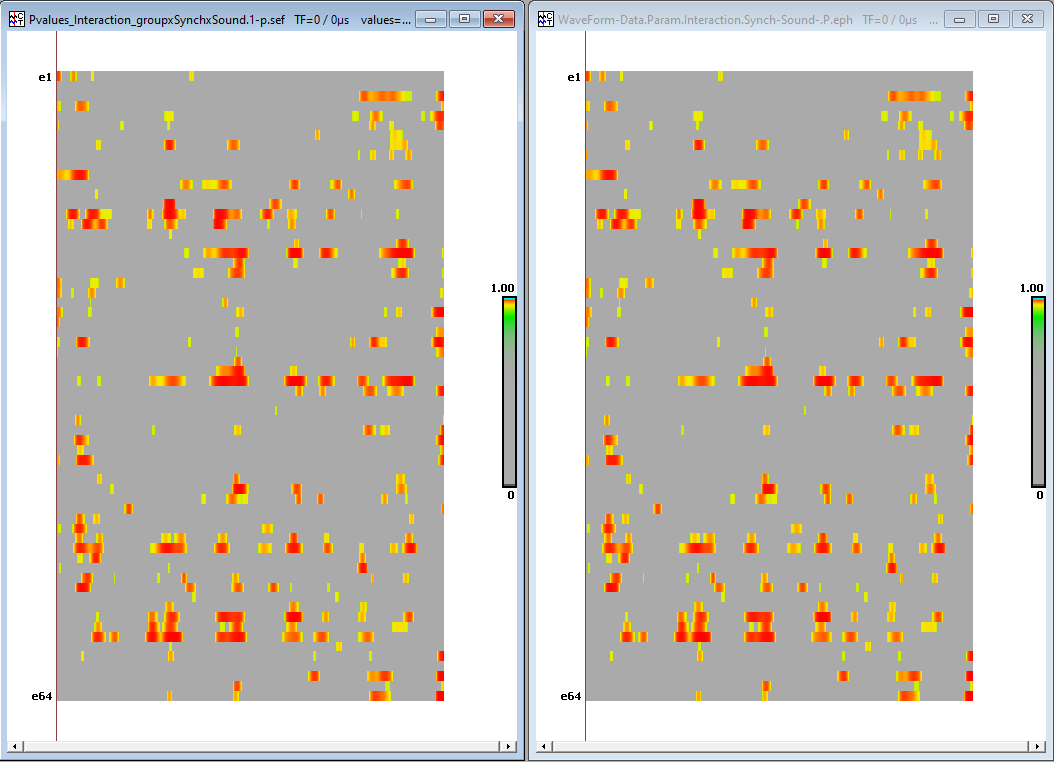 Pvalues_Interaction_groupxSynchxSound.1-p.sef TF=0 / 0µs values=...
e1
e64
1.00
0
WaveForm-Data.Param.Interaction.Synch-Sound-.P.eph TF=0 / 0µs ...
e1
e64
1.00
0